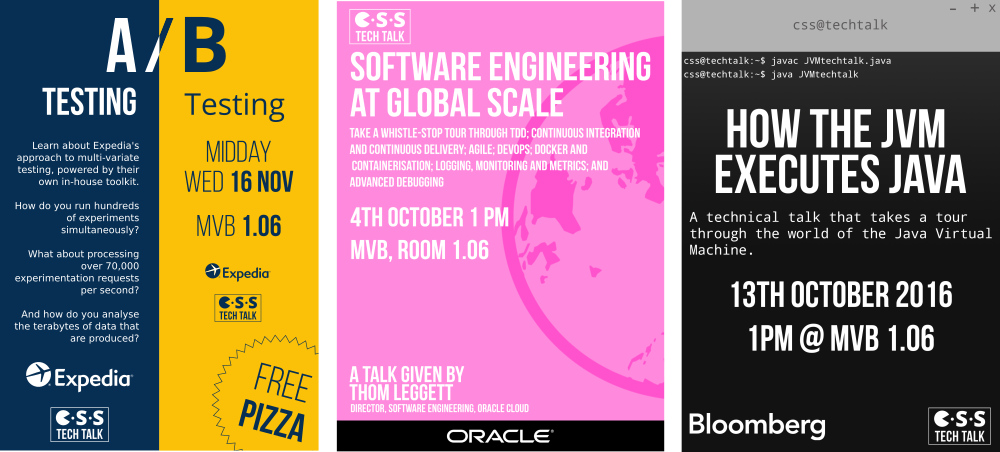 A/B
TESTING
Testing
Learn about Expedia's
approach to multi-variate
testing, powered by their
own in-house toolkit.
How do you run hundreds
of experiments
simultaneously?
What about processing
over 70,000
experimentation requests
per second?
And how do you analyse
the terabytes of data that
are produced?
Expedia
C·S·S
TECH TALK
MIDDAY
WED 16 NOV
MVB 1.06
Expedia
C·S·S
TECH TALK
FREE
PIZZA
C·S·S
TECH TALK
SOFTWARE ENGINEERING
AT GLOBAL SCALE
TAKE A WHISTLE-STOP TOUR THROUGH TDD; CONTINUOUS INTEGRATION
AND CONTINUOUS DELIVERY; AGILE; DEVOPS; DOCKER AND
CONTAINERISATION; LOGGING, MONITORING AND METRICS; AND
ADVANCED DEBUGGING
4TH OCTOBER 1 PM
MVB, ROOM 1.06
A TALK GIVEN BY
THOM LEGGETT
DIRECTOR, SOFTWARE ENGINEERING, ORACLE CLOUD
ORACLE®
- + x
css@techtalk
css@techtalk:~$ javac JVMtechtalk.java
css@techtalk:~$ java JVMtechtalk
HOW THE JVM
EXECUTES JAVA
A technical talk that takes a tour
through the world of the Java Virtual
Machine.
13TH OCTOBER 2016
1PM @ MVB 1.06
Bloomberg
C·S·S
TECH TALK